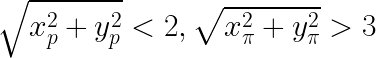 \sqrt{x_p^2 + y_p^2} < 2, \sqrt{x_\pi^2 + y_\pi^2} > 3